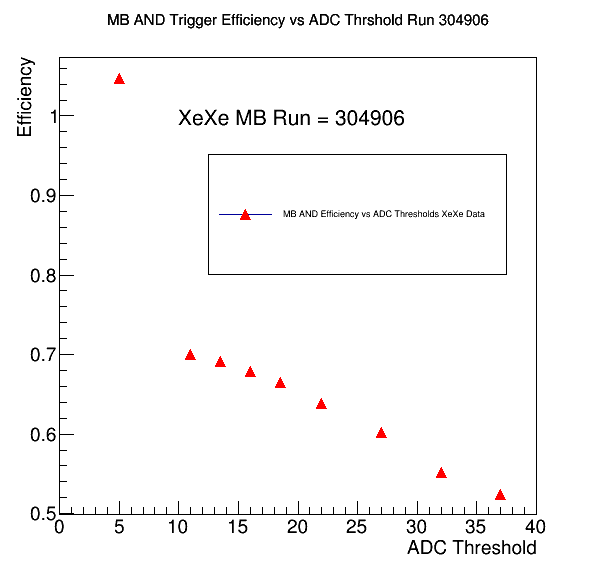 MB AND Trigger Efficiency vs ADC Thrshold Run 304906
Efficiency
1
0.9
0.8
0.7
0.6
0.5
XeXe MB Run = 304906
MB AND Efficiency vs ADC Thresholds XeXe Data
0 5 10 15 20 25 30 35 40
ADC Threshold